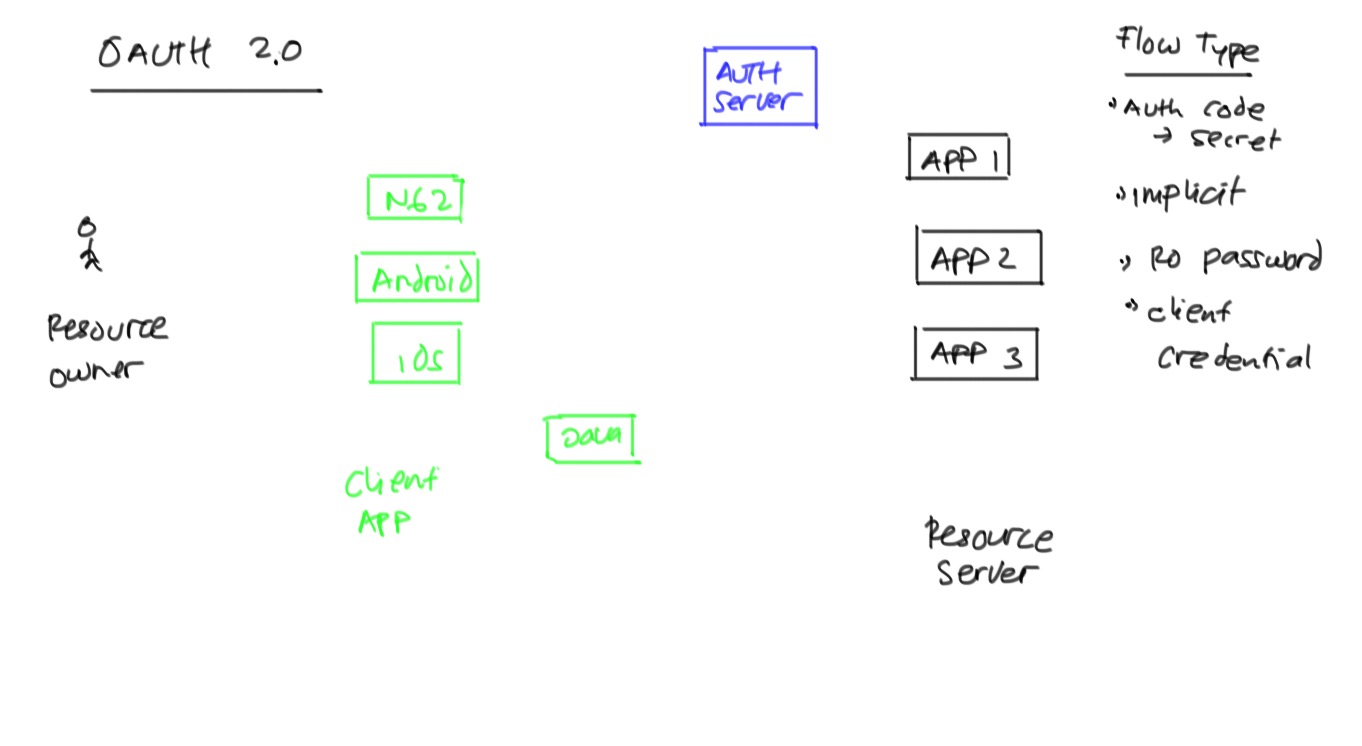 OAUTH 2.0
AUTH
Server
Flow Type
Auth code
→ secret
Implicit
RO password
client
credential
APP 1
APP 2
APP 3
NG2
Android
iOS
Java
Client
APP
Resource
owner
Resource
Server